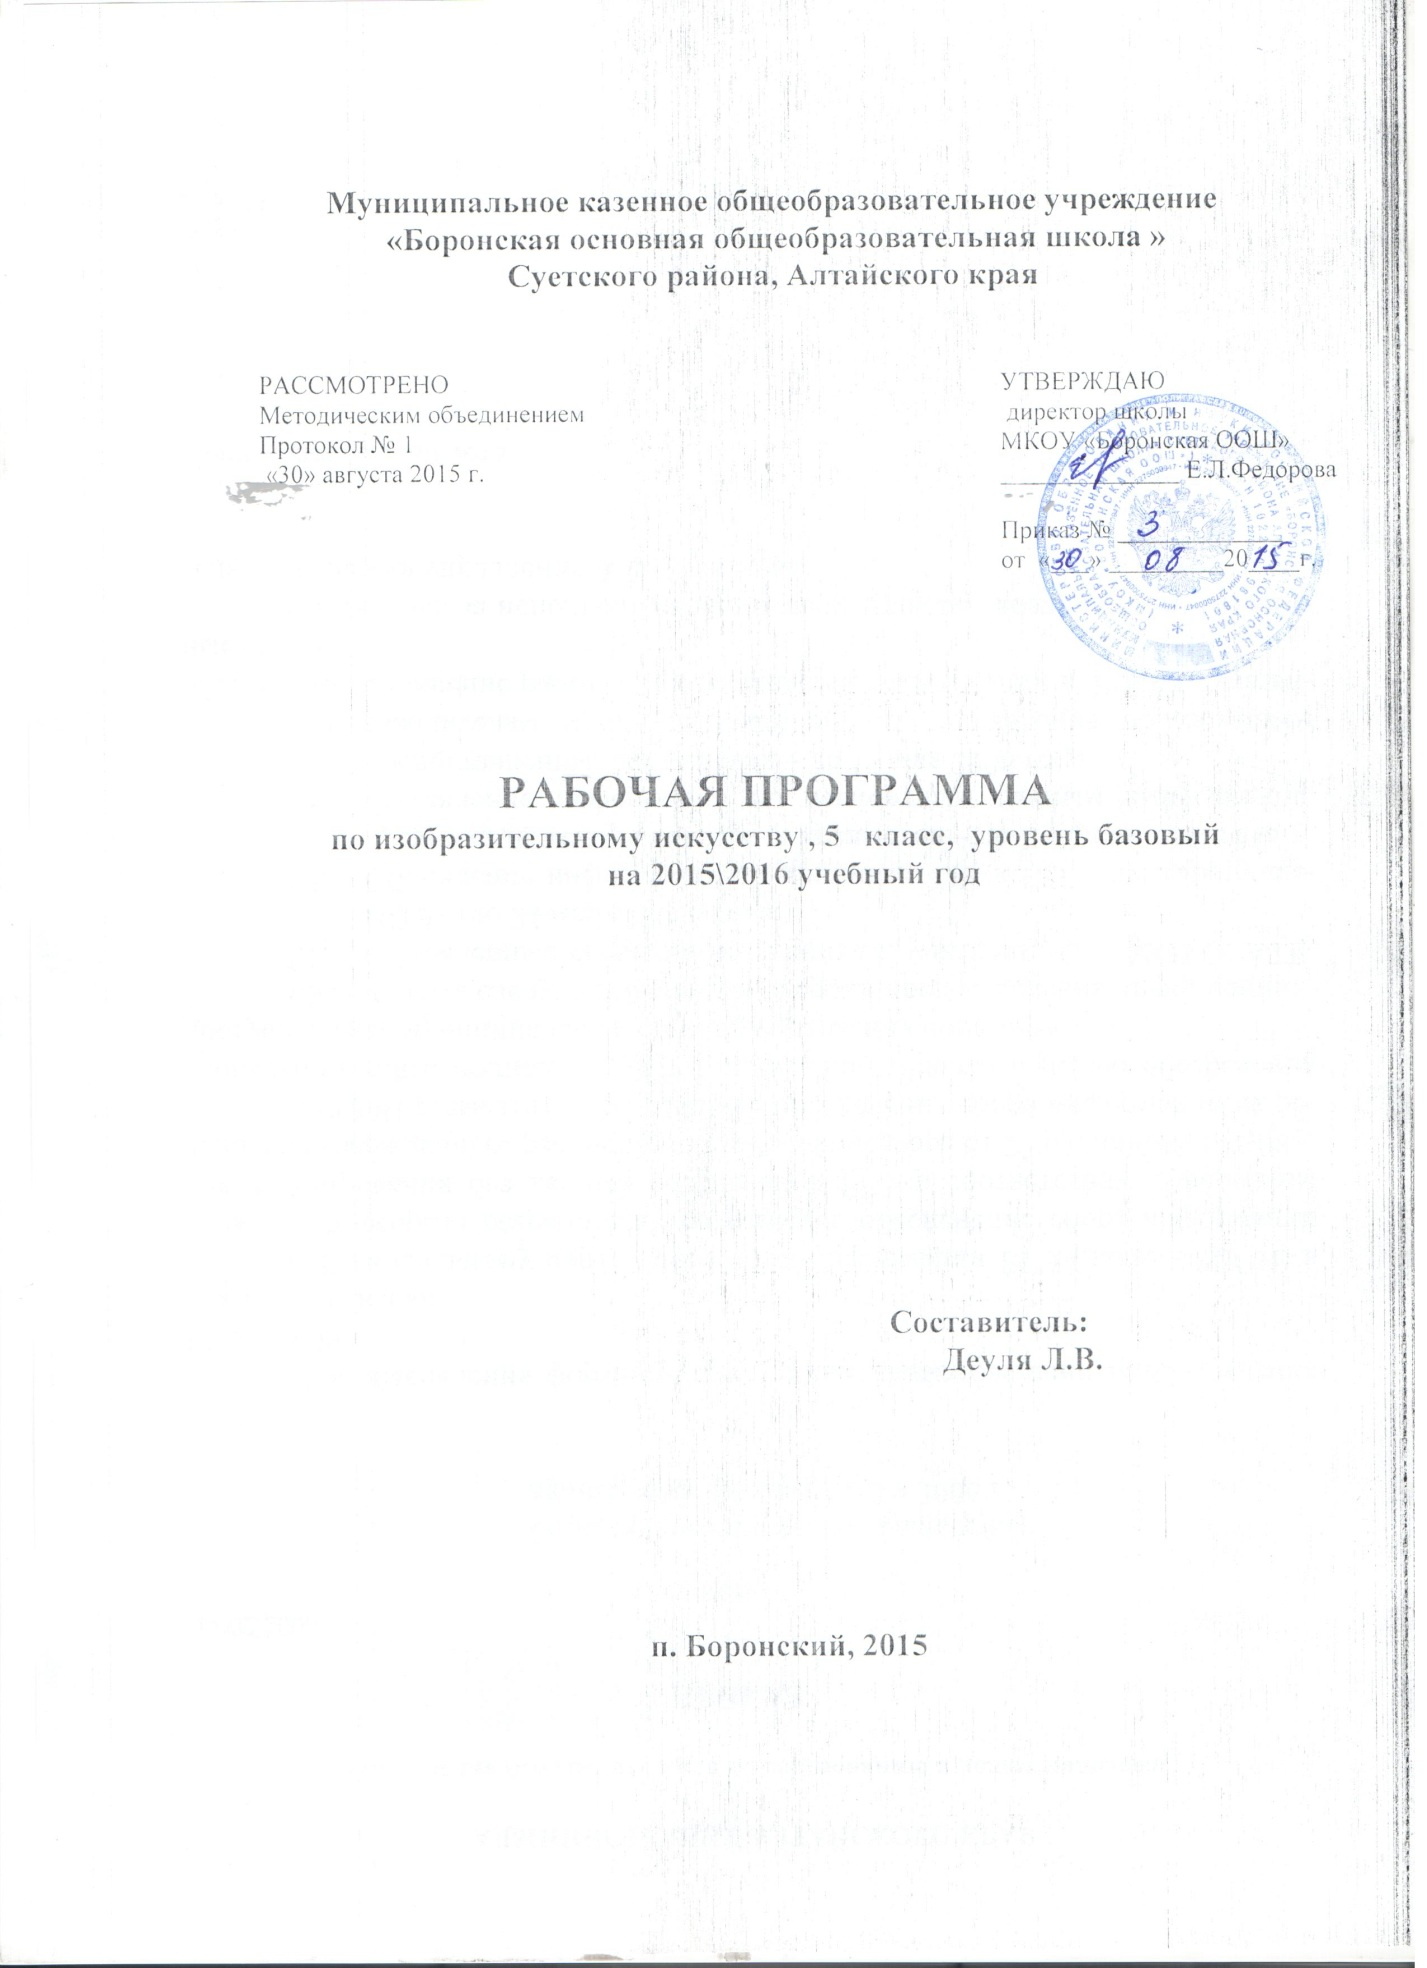 Муниципальное казенное общеобразовательное учреждение
«Боронская основная общеобразовательная школа »
Суетского района, Алтайского края
РАССМОТРЕНО
Методическим объединением
Протокол № 1
«30» августа 2015 г.
УТВЕРЖДАЮ
директор школы
МКОУ «Боронская ООШ»
Е.Л.Федорова
Приказ № 3
от «30» 08 2015 г.
РАБОЧАЯ ПРОГРАММА
по изобразительному искусству , 5 класс, уровень базовый
на 2015\2016 учебный год
Составитель:
Деуля Л.В.
п. Боронский, 2015